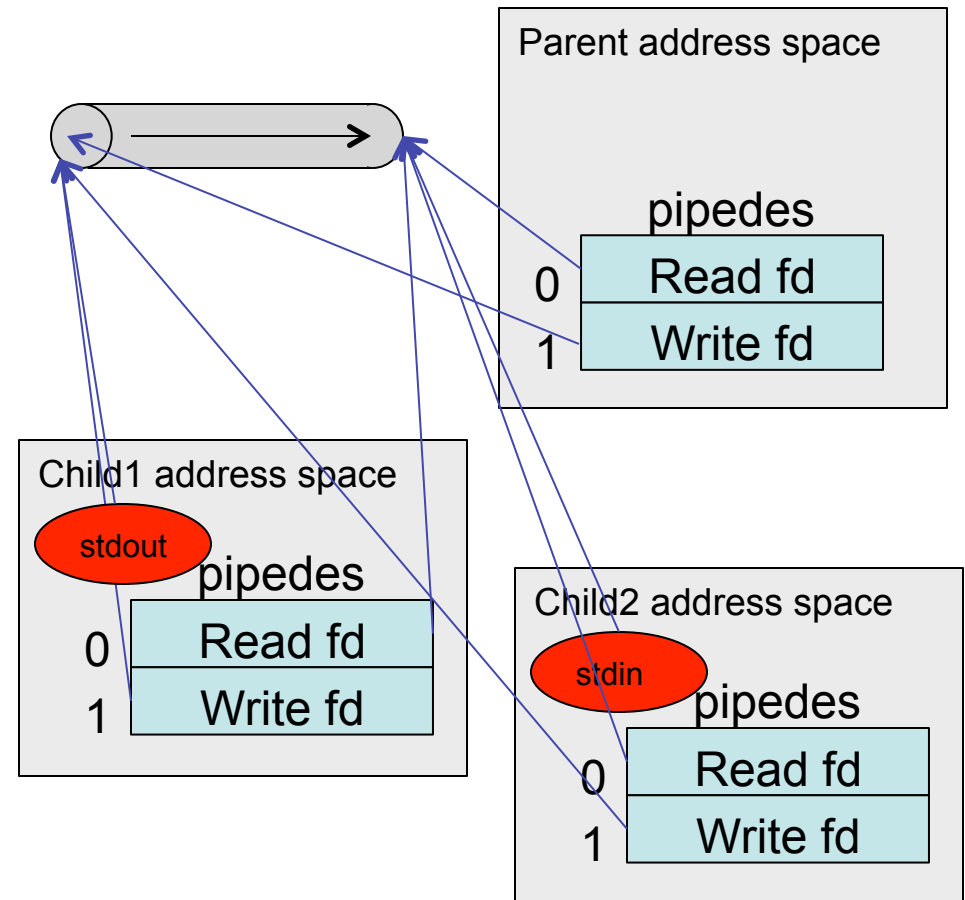 Parent address space
pipedes
0 Read fd
1 Write fd
Child1 address space
stdout
pipedes
0 Read fd
1 Write fd
Child2 address space
stdin
pipedes
0 Read fd
1 Write fd